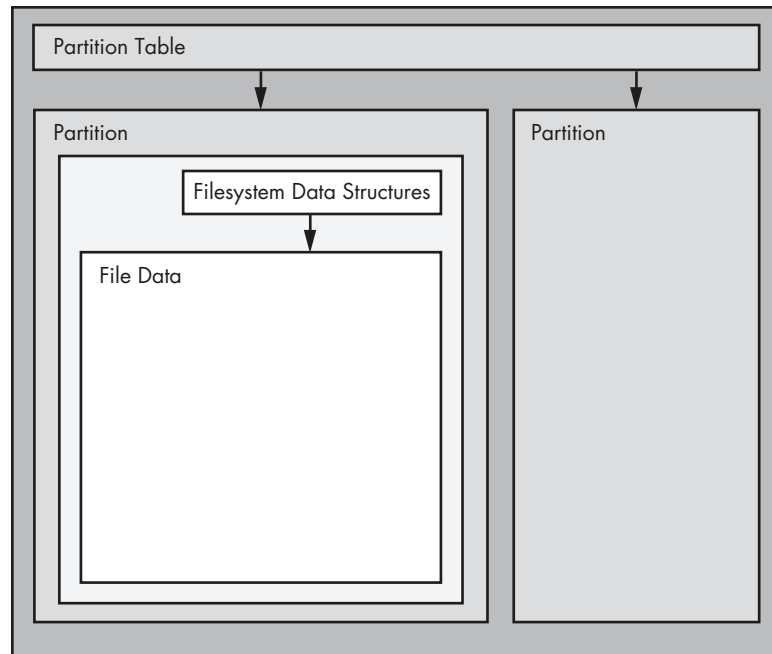 Partition Table
Partition
Partition
Filesystem Data Structures
File Data